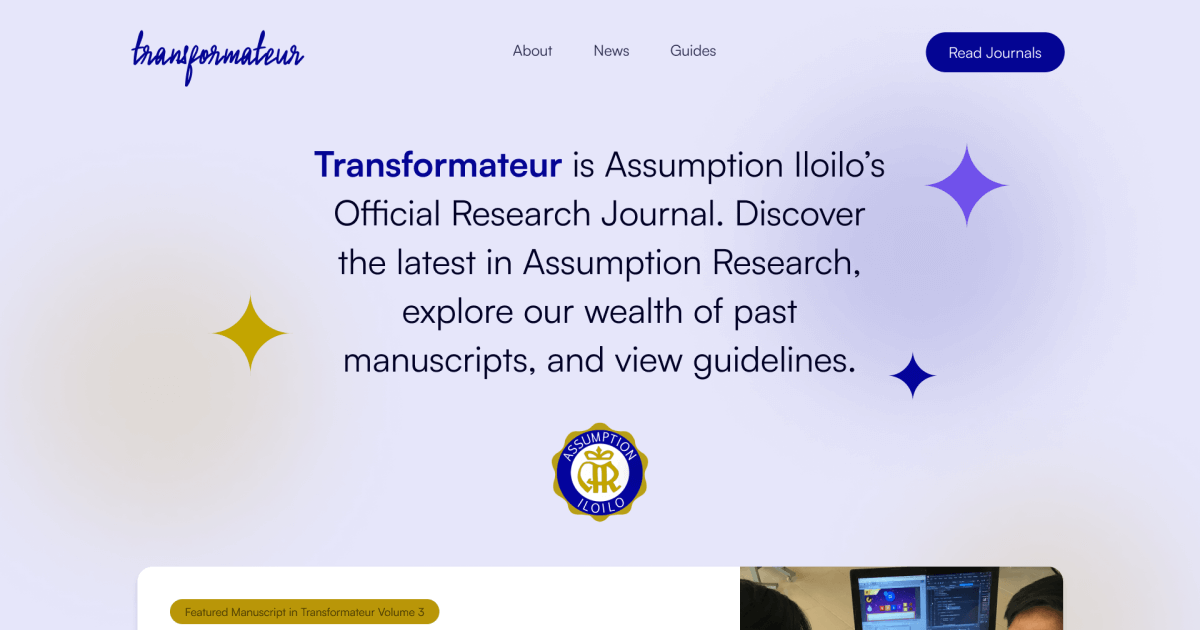 transformateur
About News Guides
Read Journals
Transformateur is Assumption Iloilo’s
Official Research Journal. Discover
the latest in Assumption Research,
explore our wealth of past
manuscripts, and view guidelines.
ASSUMPTION
ILOILO
Featured Manuscript in Transformateur Volume 3